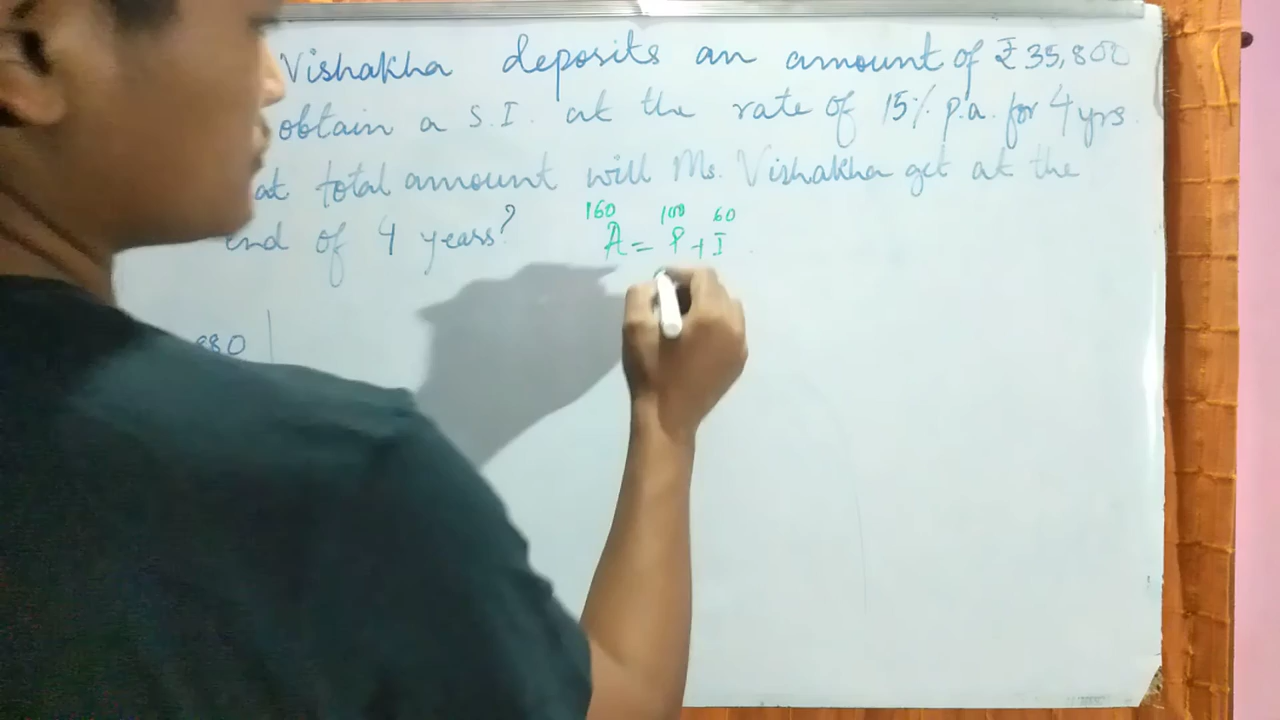 Vishakha deposits an amount of ₹35,800
obtain a S.I. at the rate of 15% p.a. for 4 yrs.
at total amount will Ms. Vishakha get at the
end of 4 years?
160 100 60
A = P + I
880